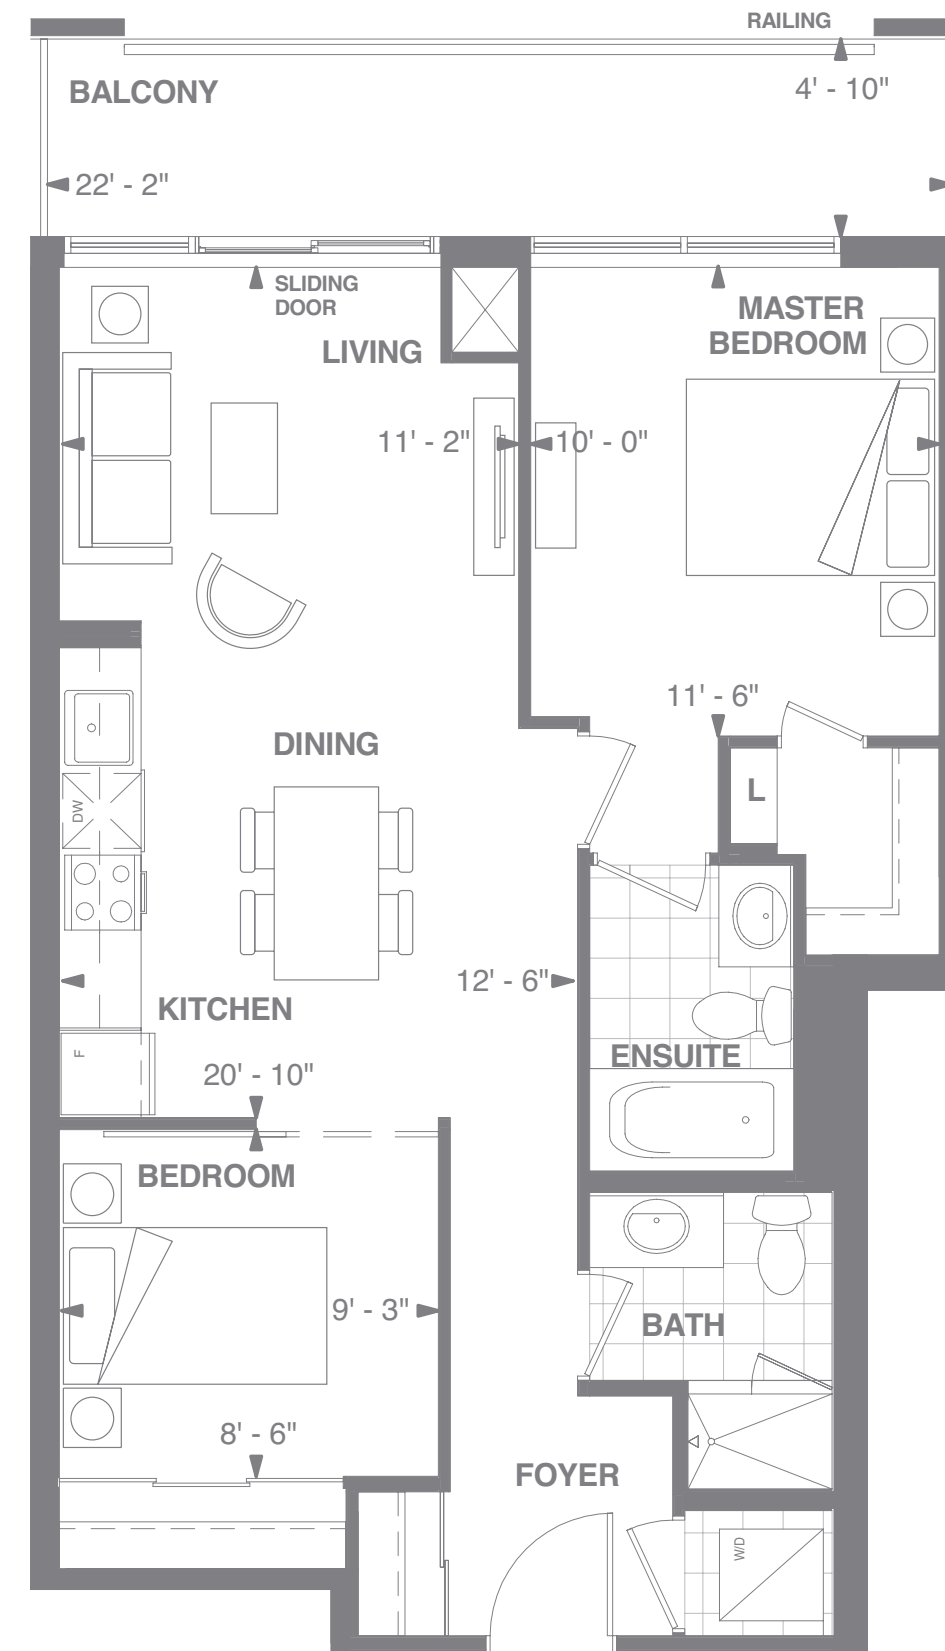 RAILING
BALCONY
4' - 10"
22' - 2"
SLIDING
DOOR
MASTER
BEDROOM
LIVING
11' - 2"
10' - 0"
11' - 6"
DINING
L
DW
12' - 6"
KITCHEN
F
ENSUITE
20' - 10"
BEDROOM
9' - 3"
BATH
8' - 6"
FOYER
W/D